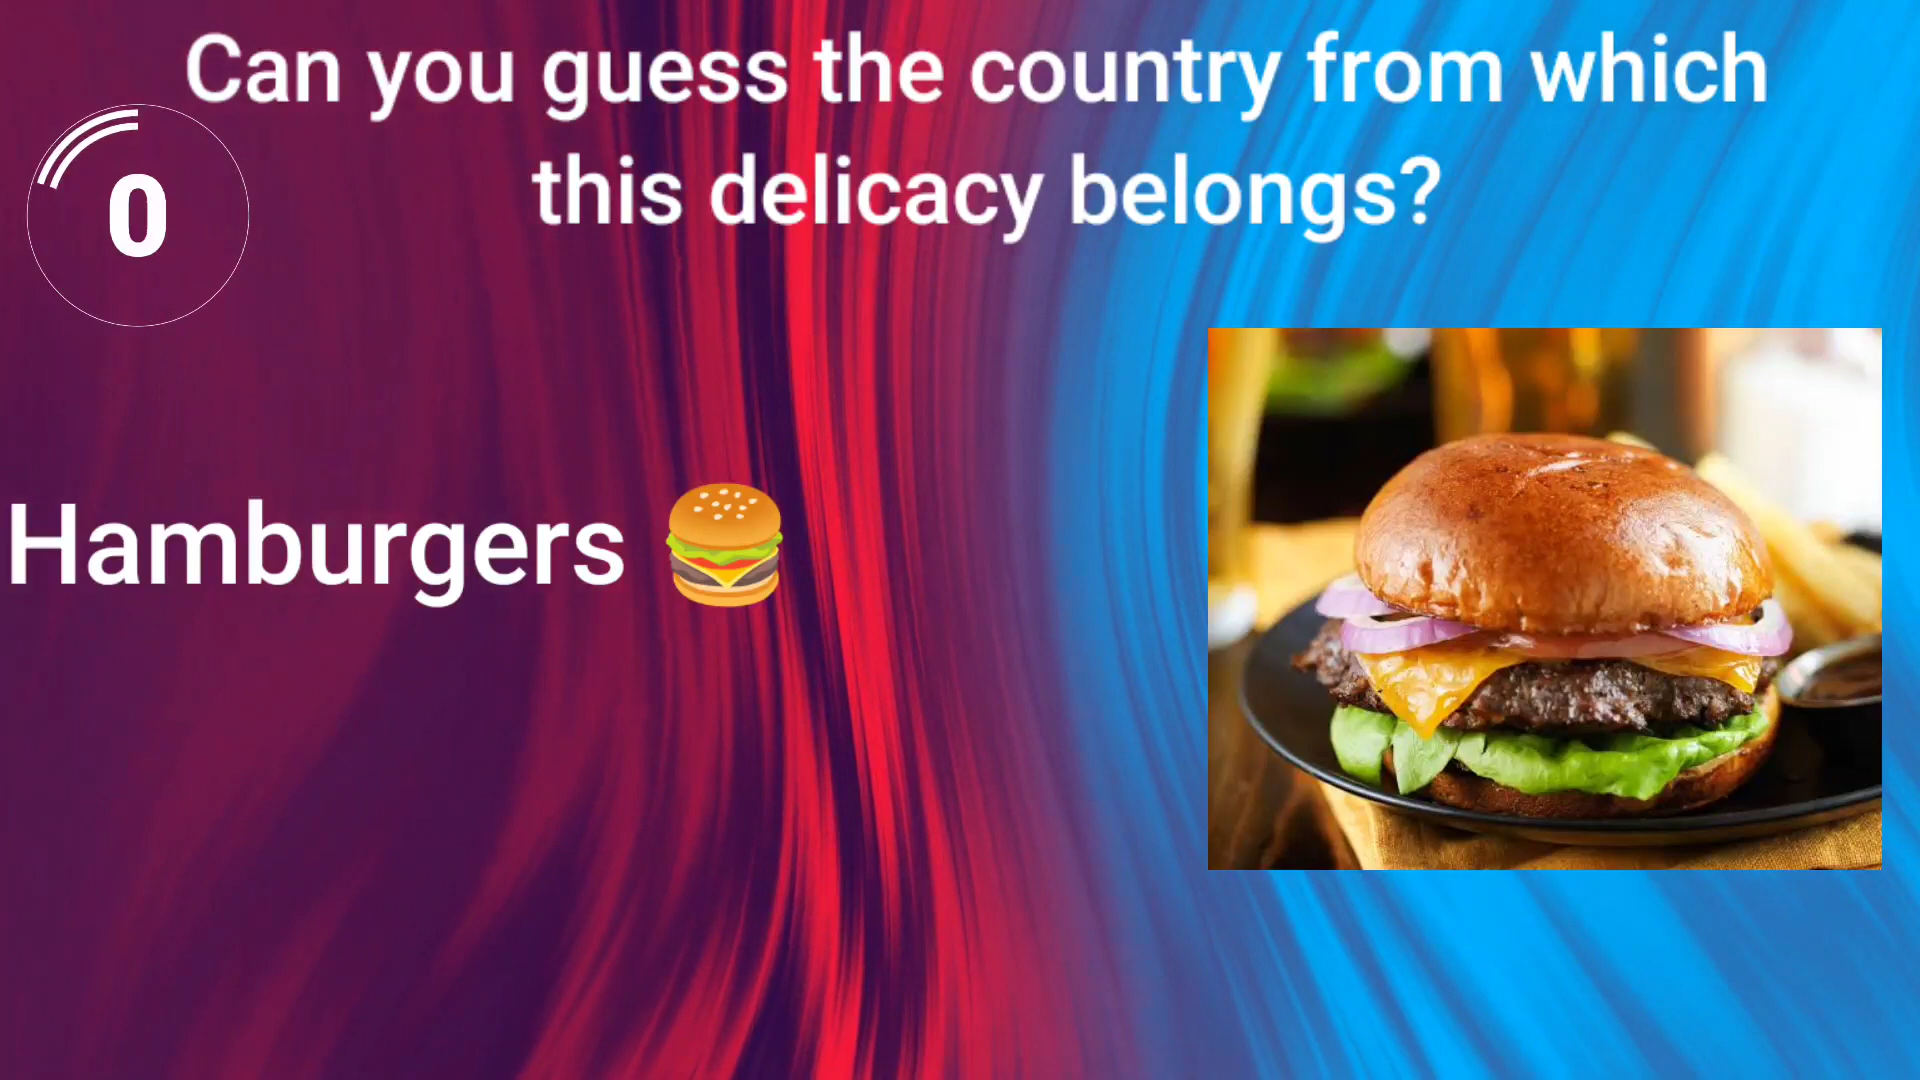 Can you guess the country from which
this delicacy belongs?
0
Hamburgers 🍔